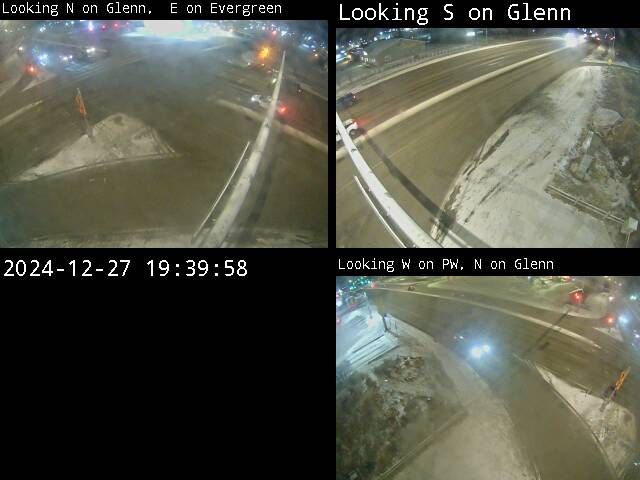 Looking N on Glenn,  E on Evergreen
Looking S on Glenn
2024-12-27 19:39:58
Looking W on PW, N on Glenn